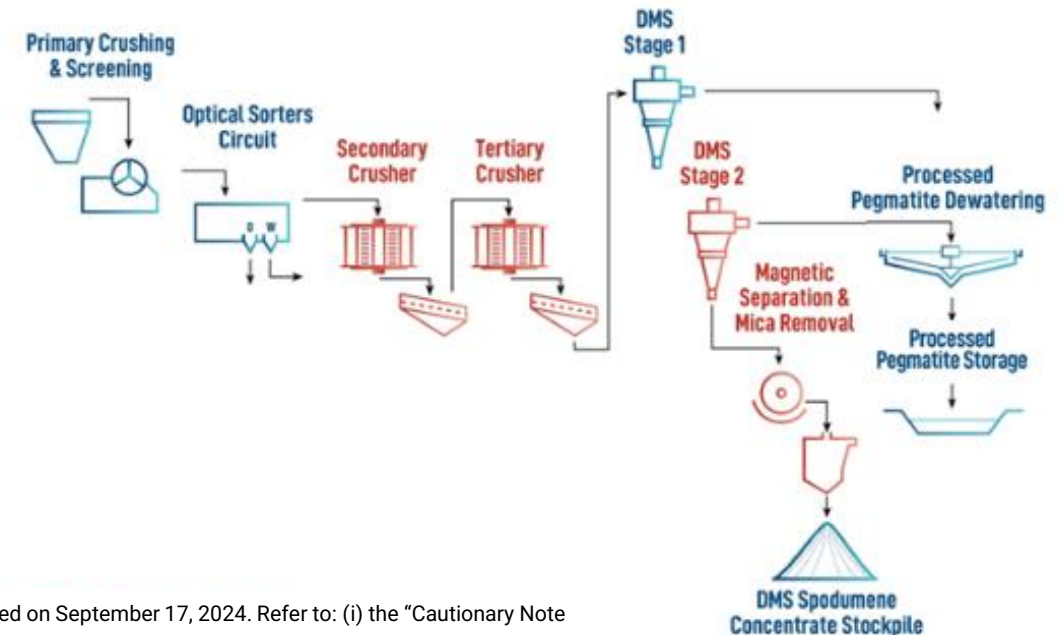 Primary Crushing
& Screening
Optical Sorters
Circuit
O W
Secondary
Crusher
Tertiary
Crusher
DMS
Stage 1
DMS
Stage 2
Magnetic
Separation &
Mica Removal
Processed
Pegmatite Dewatering
Processed
Pegmatite Storage
DMS Spodumene
Concentrate Stockpile
ed on September 17, 2024. Refer to: (i) the “Cautionary Note